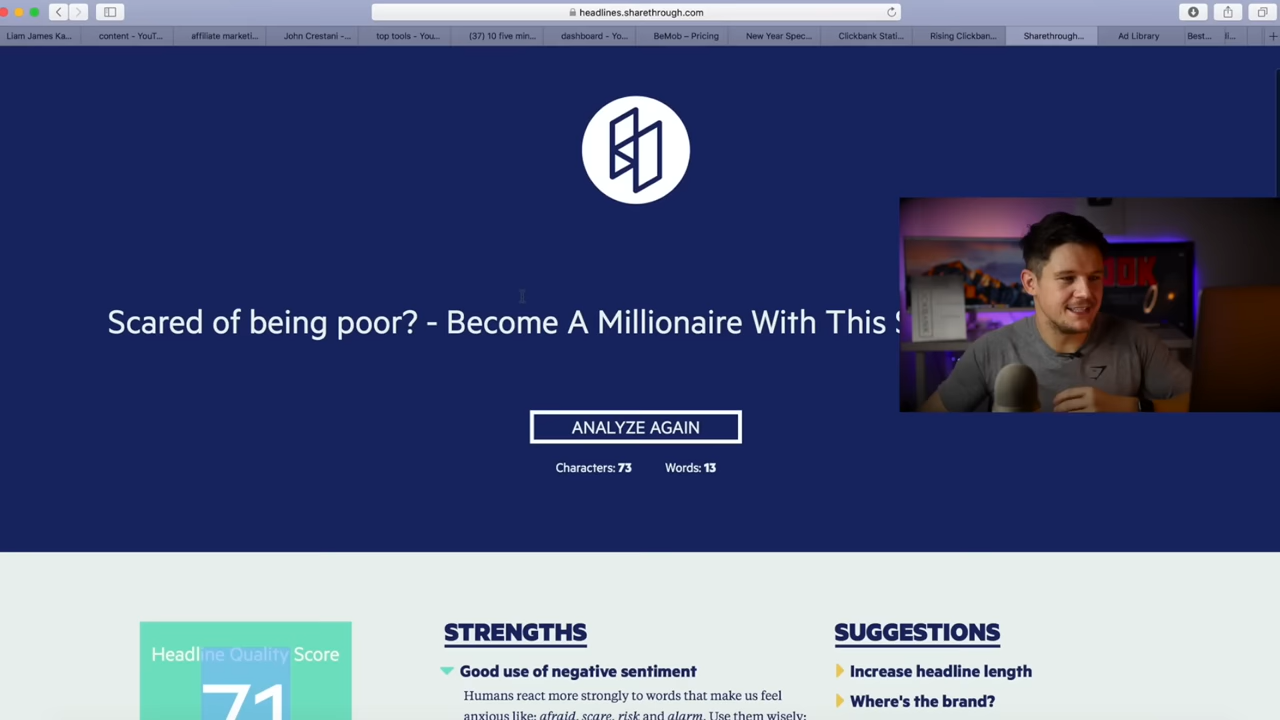 headlines.sharethrough.com
Liam James Ka...
content - YouT...
affiliate marketi...
John Crestani -...
top tools - You...
(37) 10 five min...
dashboard - Yo...
BeMob – Pricing
New Year Spec...
Clickbank Stati...
Rising Clickban...
Sharethrough...
Ad Library
Best...
Scared of being poor? - Become A Millionaire With This
ANALYZE AGAIN
Characters: 73 Words: 13
Headline Quality Score
71
STRENGTHS
Good use of negative sentiment
Humans react more strongly to words that make us feel
anxious like: afraid, scare, risk and alarm. Use them wisely:
SUGGESTIONS
Increase headline length
Where's the brand?